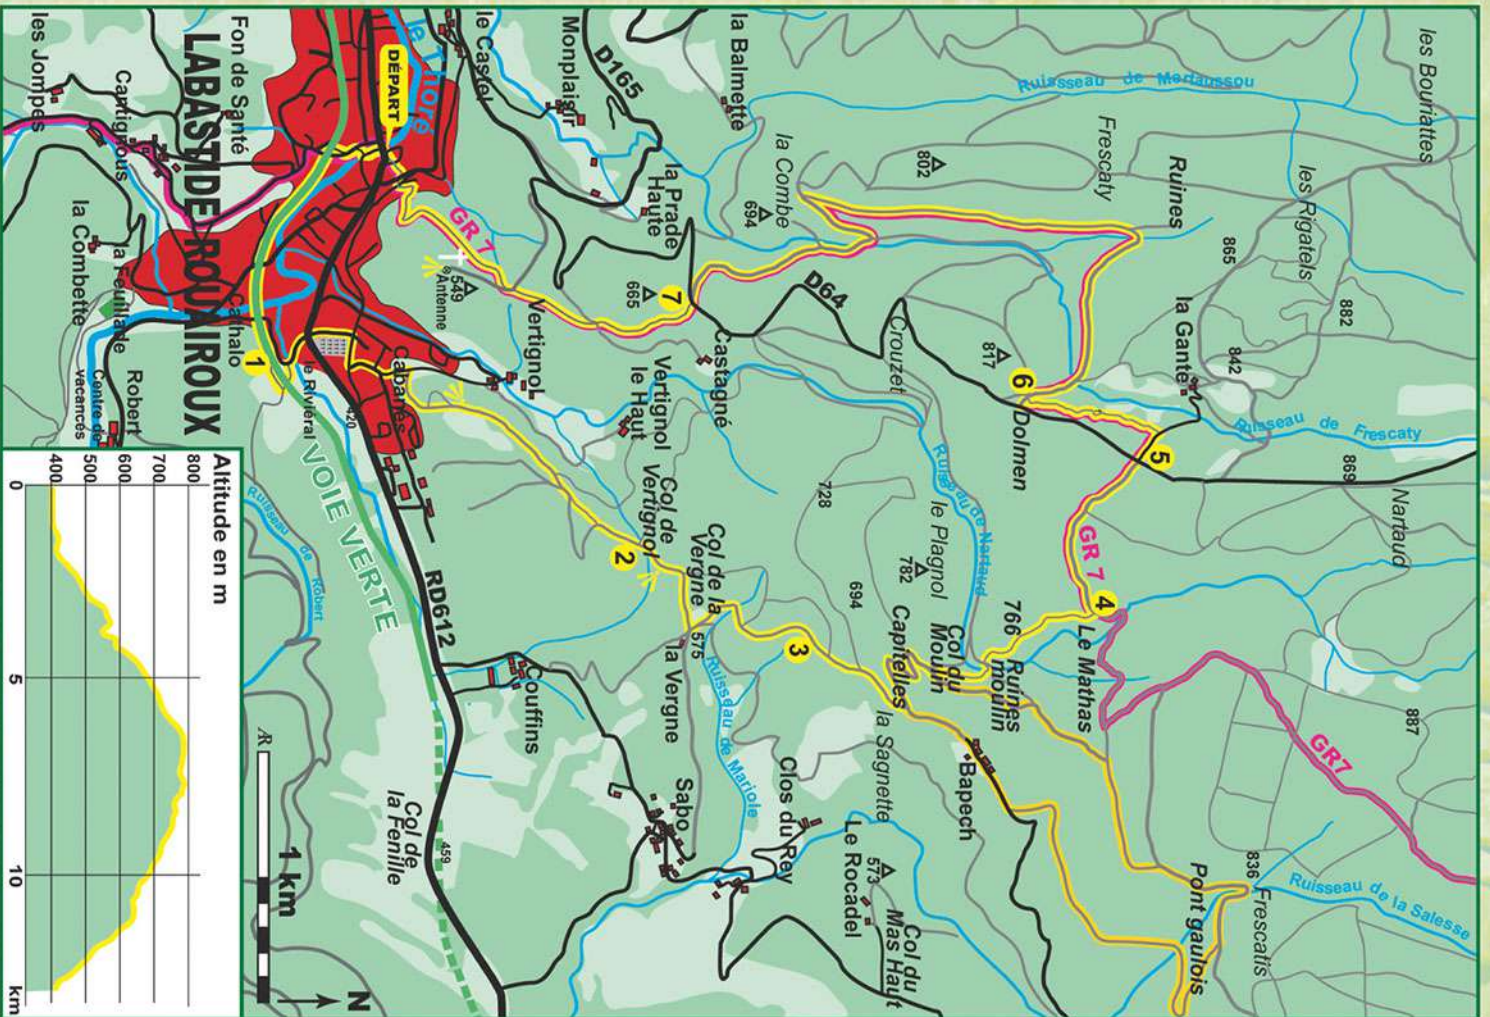 les Bourriattes
Ruisseau de Mertaussou
la Balmette
le Castel
Monplaisir
D165
le Thoré
DÉPART
Fon de Santé
les Jompes
Cantignous
LABASTIDE ROUAIROUX
la Combette
la Feuillade
Cathalo
Robert
Centre de
vacances
Frescaty
Ruines
les Rigatels
802
la Combe
694
la Prade
Haute
GR 7
549
Antenne
665
7
D64
Vertignol
865
882
842
la Gante
817
6
Dolmen
Crouzet
Castagné
Vertignol
le Haut
Cabanes
le Riviéral
420
1
Ruisseau de Frescaty
5
869
Nartaud
GR 7
4
Le Mathas
Ruisseau de Nartaud
le Plagnol
782
728
694
Col de
Vertignol
2
Col de la
Vergne
575
3
Capitelles
Col du
Moulin
766
Ruines
moulin
VOIE VERTE
RD612
Ruisseau de Robert
Couffins
la Vergne
Ruisseau de Mariole
la Sagnette
Bapech
887
GR7
Sabo
Clos du Rey
Le Rocadel
573
Col du
Mas Haut
Pont gaulois
836
Frescatis
Ruisseau de la Salesse
Col de
la Fenille
459
1 km
N
Altitude en m
800
700
600
500
400
0
5
10
km